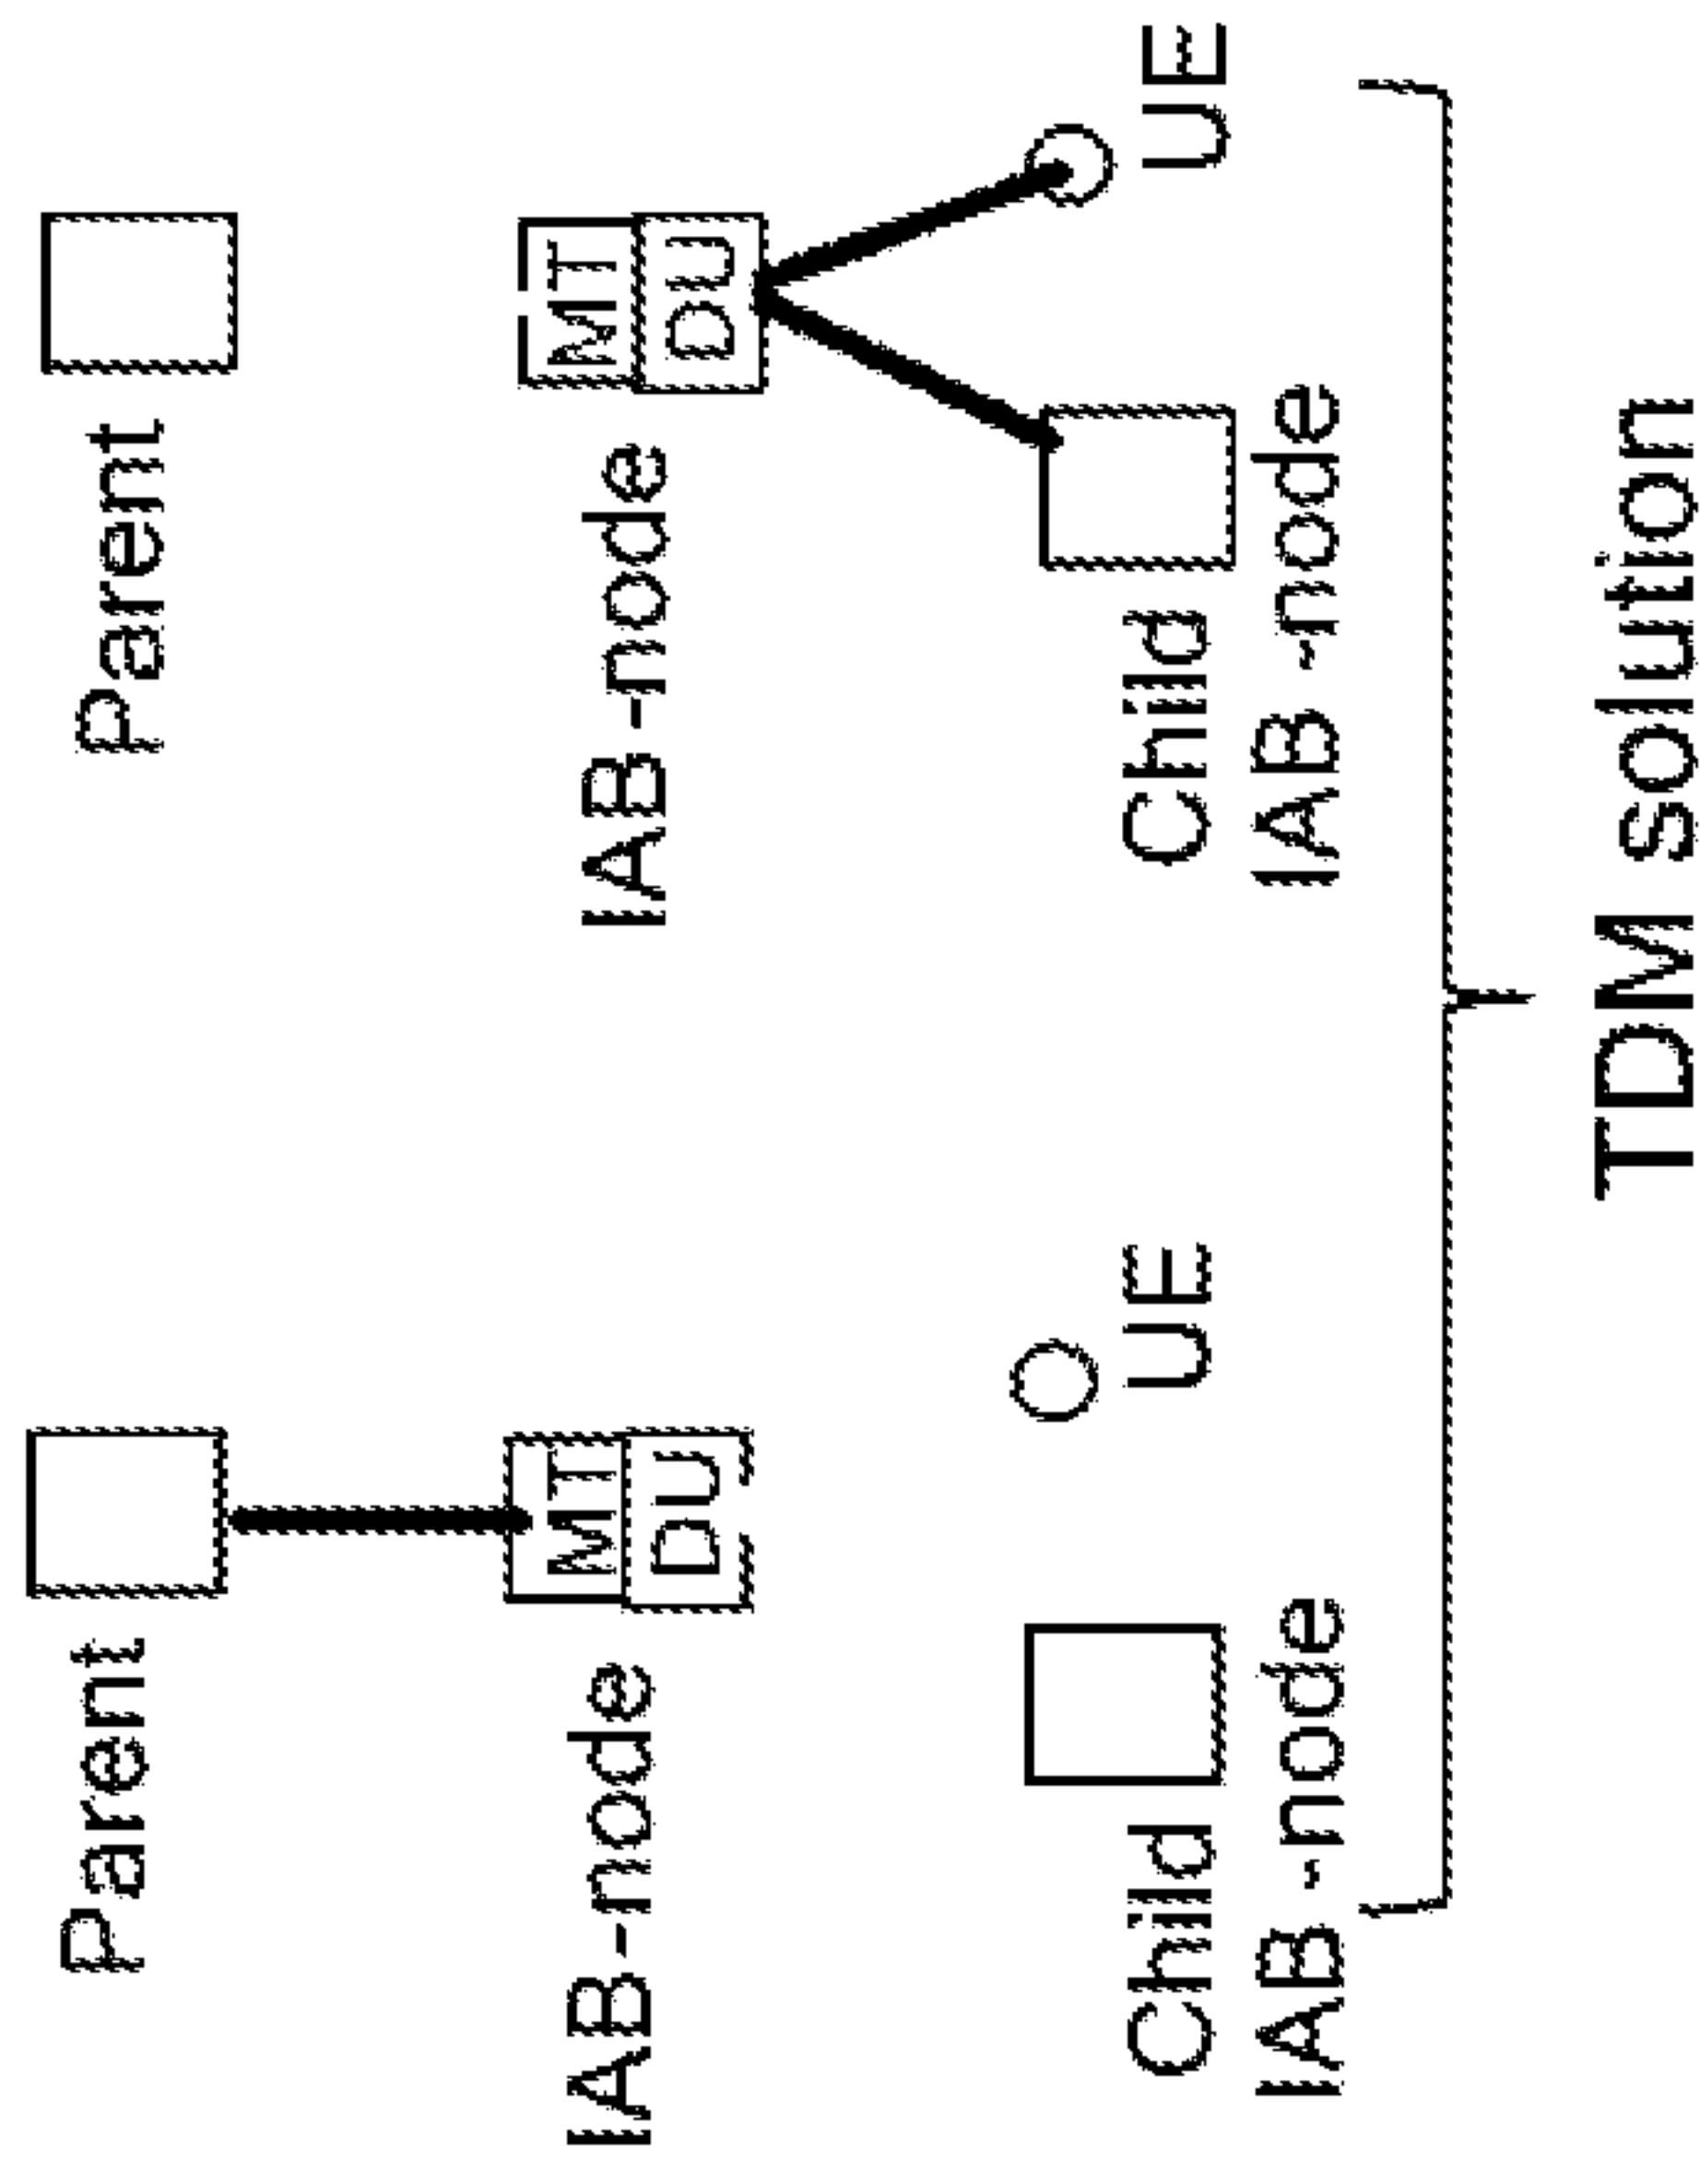 Parent
MT
DU
IAB-node
UE
Child
IAB-node
Parent
MT
DU
IAB-node
UE
Child
IAB-node
TDM solution